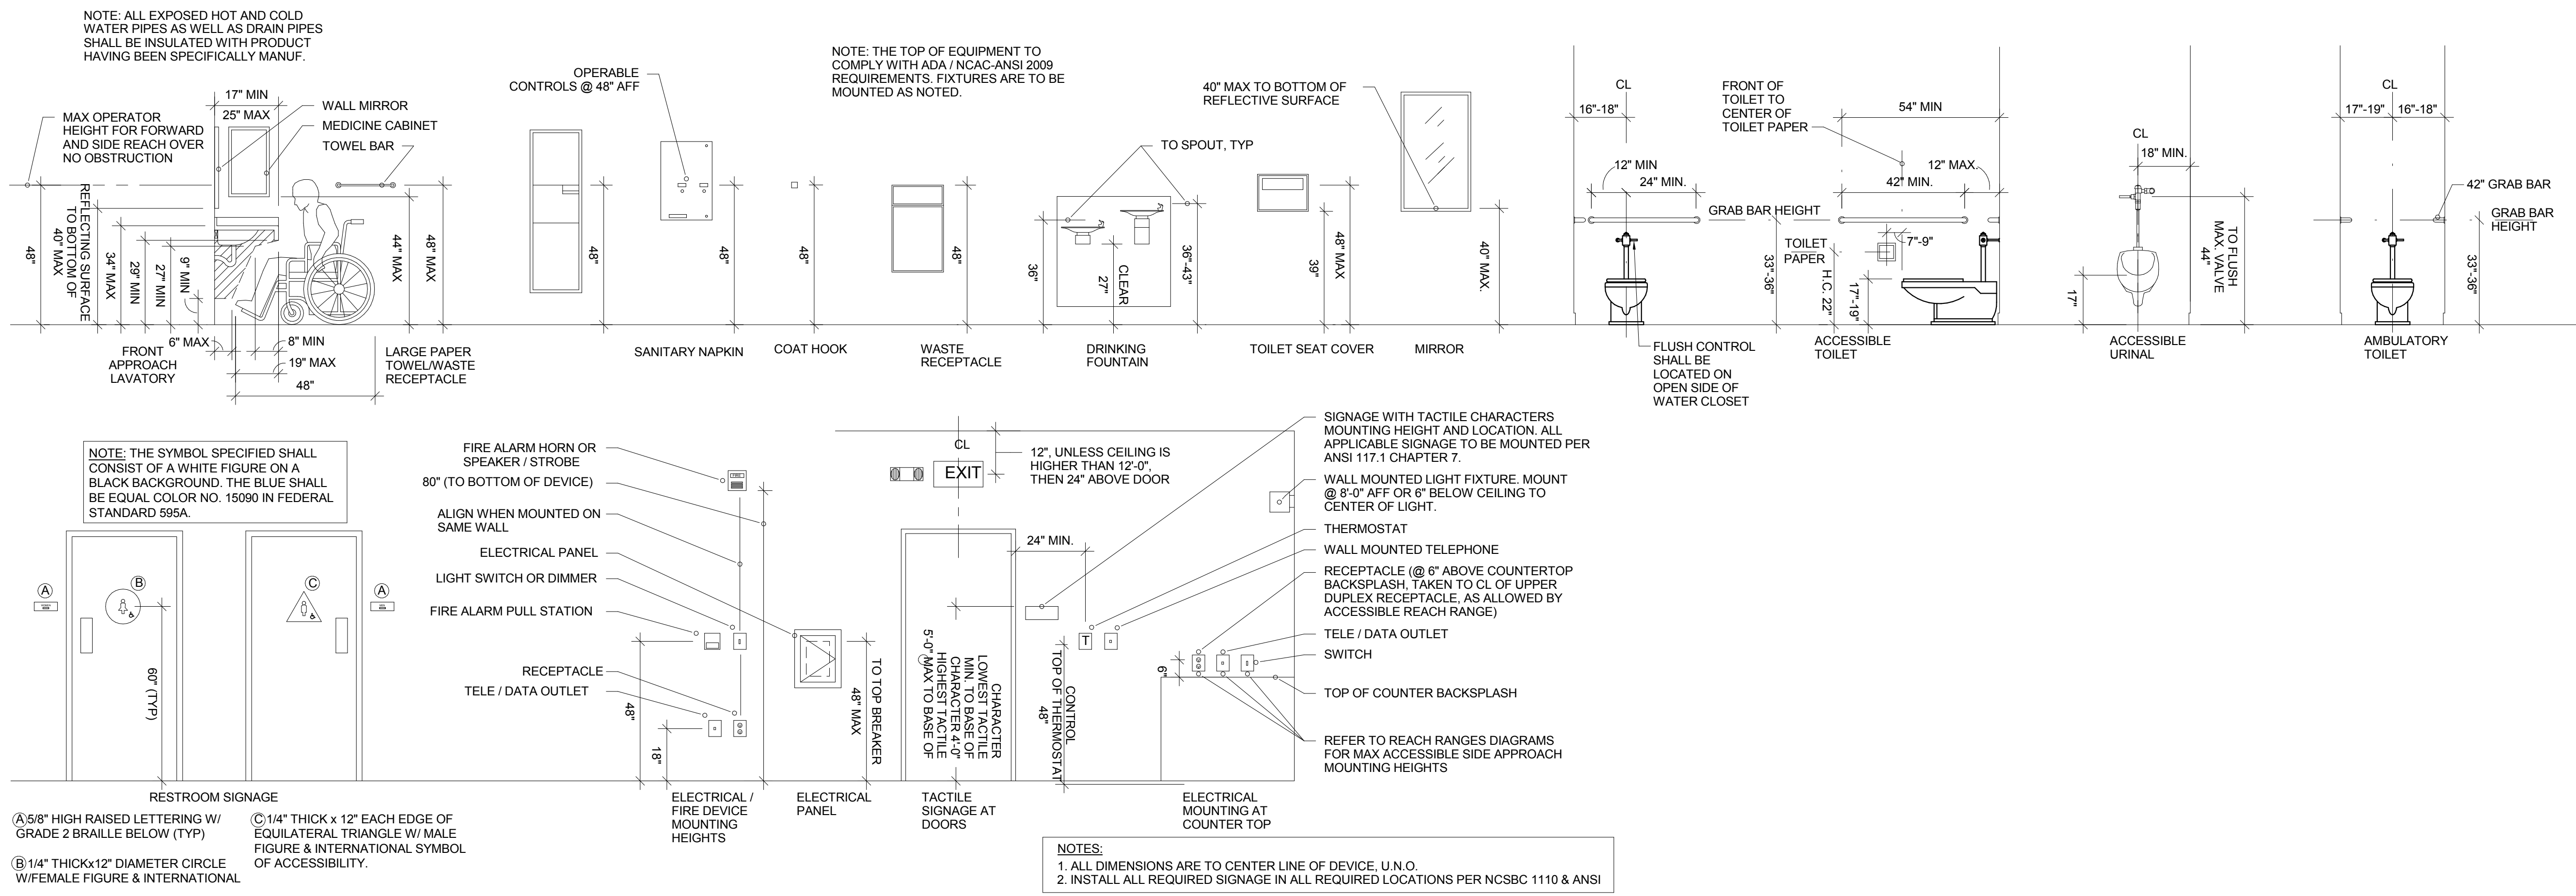 NOTE: ALL EXPOSED HOT AND COLD
WATER PIPES AS WELL AS DRAIN PIPES
SHALL BE INSULATED WITH PRODUCT
HAVING BEEN SPECIFICALLY MANUF.
MAX OPERATOR
HEIGHT FOR FORWARD
AND SIDE REACH OVER
NO OBSTRUCTION
17" MIN
25" MAX
WALL MIRROR
MEDICINE CABINET
TOWEL BAR
48"
40" MAX
TO BOTTOM OF
REFLECTING SURFACE
34" MAX
29" MIN
27" MIN
9" MIN
44" MAX
48" MAX
6" MAX
8" MIN
19" MAX
48"
FRONT
APPROACH
LAVATORY
LARGE PAPER
TOWEL/WASTE
RECEPTACLE
OPERABLE
CONTROLS @ 48" AFF
48"
48"
SANITARY NAPKIN
48"
COAT HOOK
NOTE: THE TOP OF EQUIPMENT TO
COMPLY WITH ADA / NCAC-ANSI 2009
REQUIREMENTS. FIXTURES ARE TO BE
MOUNTED AS NOTED.
48"
WASTE
RECEPTACLE
TO SPOUT, TYP
36"
27"
CLEAR
36"-43"
DRINKING
FOUNTAIN
39"
48" MAX
TOILET SEAT COVER
40" MAX TO BOTTOM OF
REFLECTIVE SURFACE
40" MAX.
MIRROR
CL
16"-18"
12" MIN
24" MIN.
GRAB BAR HEIGHT
33"-36"
FLUSH CONTROL
SHALL BE
LOCATED ON
OPEN SIDE OF
WATER CLOSET
FRONT OF
TOILET TO
CENTER OF
TOILET PAPER
54" MIN
12" MAX.
42" MIN.
7"-9"
TOILET
PAPER
H.C. 22"
17"-19"
ACCESSIBLE
TOILET
CL
18" MIN.
17"
44"
MAX. VALVE
TO FLUSH
ACCESSIBLE
URINAL
CL
17"-19"
16"-18"
42" GRAB BAR
GRAB BAR
HEIGHT
33"-36"
AMBULATORY
TOILET
NOTE: THE SYMBOL SPECIFIED SHALL
CONSIST OF A WHITE FIGURE ON A
BLACK BACKGROUND. THE BLUE SHALL
BE EQUAL COLOR NO. 15090 IN FEDERAL
STANDARD 595A.
A
B
C
A
60" (TYP)
RESTROOM SIGNAGE
A 5/8" HIGH RAISED LETTERING W/
GRADE 2 BRAILLE BELOW (TYP)
B 1/4" THICKx12" DIAMETER CIRCLE
W/FEMALE FIGURE & INTERNATIONAL
C 1/4" THICK x 12" EACH EDGE OF
EQUILATERAL TRIANGLE W/ MALE
FIGURE & INTERNATIONAL SYMBOL
OF ACCESSIBILITY.
FIRE ALARM HORN OR
SPEAKER / STROBE
80" (TO BOTTOM OF DEVICE)
ALIGN WHEN MOUNTED ON
SAME WALL
ELECTRICAL PANEL
LIGHT SWITCH OR DIMMER
FIRE ALARM PULL STATION
RECEPTACLE
TELE / DATA OUTLET
48"
18"
ELECTRICAL /
FIRE DEVICE
MOUNTING
HEIGHTS
48" MAX
TO TOP BREAKER
ELECTRICAL
PANEL
CL
EXIT
12", UNLESS CEILING IS
HIGHER THAN 12'-0",
THEN 24" ABOVE DOOR
24" MIN.
5'-0" MAX TO BASE OF
HIGHEST TACTILE
CHARACTER 4'-0"
MIN. TO BASE OF
LOWEST TACTILE
CHARACTER
TACTILE
SIGNAGE AT
DOORS
T
48"
TOP OF THERMOSTAT
CONTROL
SIGNAGE WITH TACTILE CHARACTERS
MOUNTING HEIGHT AND LOCATION. ALL
APPLICABLE SIGNAGE TO BE MOUNTED PER
ANSI 117.1 CHAPTER 7.
WALL MOUNTED LIGHT FIXTURE. MOUNT
@ 8'-0" AFF OR 6" BELOW CEILING TO
CENTER OF LIGHT.
THERMOSTAT
WALL MOUNTED TELEPHONE
RECEPTACLE (@ 6" ABOVE COUNTERTOP
BACKSPLASH, TAKEN TO CL OF UPPER
DUPLEX RECEPTACLE, AS ALLOWED BY
ACCESSIBLE REACH RANGE)
TELE / DATA OUTLET
SWITCH
6"
TOP OF COUNTER BACKSPLASH
REFER TO REACH RANGES DIAGRAMS
FOR MAX ACCESSIBLE SIDE APPROACH
MOUNTING HEIGHTS
ELECTRICAL
MOUNTING AT
COUNTER TOP
NOTES:
1. ALL DIMENSIONS ARE TO CENTER LINE OF DEVICE, U.N.O.
2. INSTALL ALL REQUIRED SIGNAGE IN ALL REQUIRED LOCATIONS PER NCSBC 1110 & ANSI